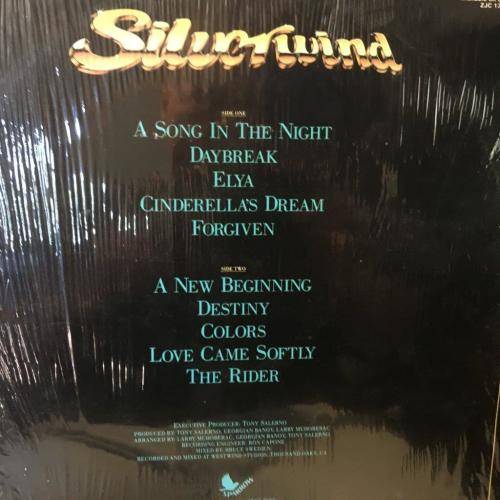 Silverwind
SIDE ONE
A SONG IN THE NIGHT
DAYBREAK
ELYA
CINDERELLA'S DREAM
FORGIVEN
SIDE TWO
A NEW BEGINNING
DESTINY
COLORS
LOVE CAME SOFTLY
THE RIDER
EXECUTIVE PRODUCER: TONY SALERNO
PRODUCED BY: TONY SALERNO, GEORGIAN BANOV, LARRY MUHOBERAC
ARRANGED BY: LARRY MUHOBERAC, GEORGIAN BANOV, TONY SALERNO
RECORDING ENGINEER: RON CAPONE
MIXED BY BRUCE SWEDIEN
RECORDED AND MIXED AT WESTWIND STUDIOS, THOUSAND OAKS, CA
SPARROW